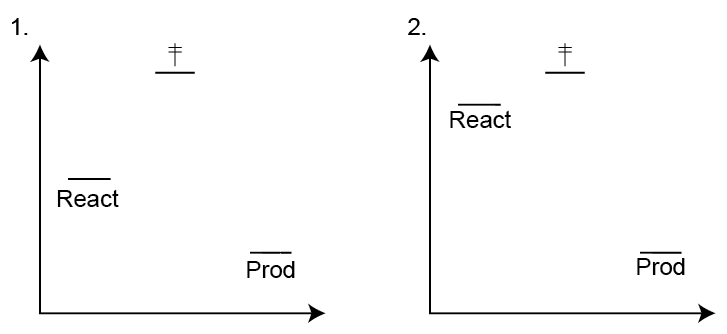 1.
‡
React
Prod
2.
‡
React
Prod